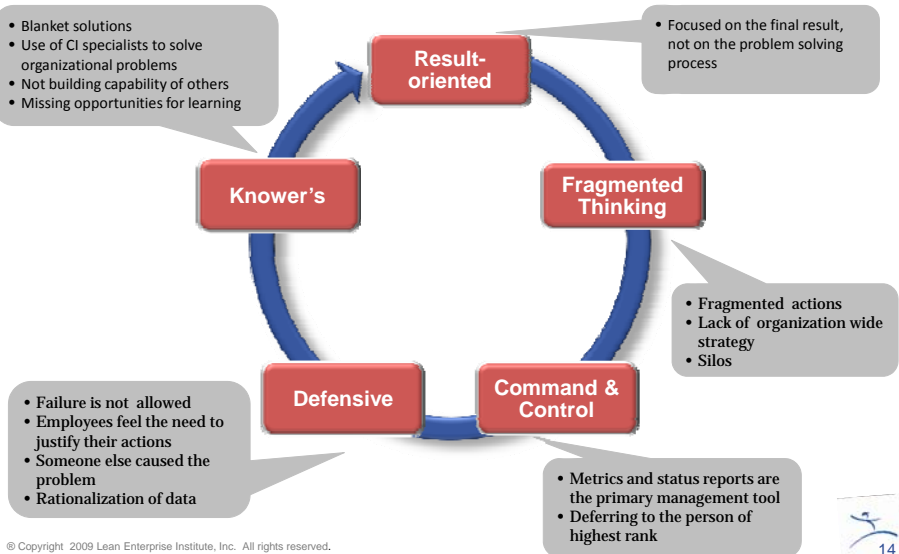 • Blanket solutions
• Use of CI specialists to solve
organizational problems
• Not building capability of others
• Missing opportunities for learning
Result-
oriented
• Focused on the final result,
not on the problem solving
process
Knower's
Fragmented
Thinking
• Fragmented actions
• Lack of organization wide
strategy
• Silos
Defensive
Command &
Control
• Failure is not allowed
• Employees feel the need to
justify their actions
• Someone else caused the
problem
• Rationalization of data
• Metrics and status reports are
the primary management tool
• Deferring to the person of
highest rank
® Copyright 2009 Lean Enterprise Institute, Inc. All rights reserved.
14